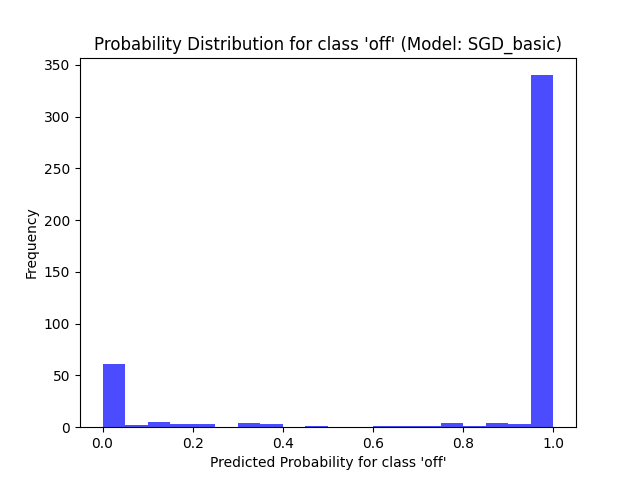 Probability Distribution for class 'off' (Model: SGD_basic)
350
300
250
200
150
100
50
0
Frequency
0.0 0.2 0.4 0.6 0.8 1.0
Predicted Probability for class 'off'